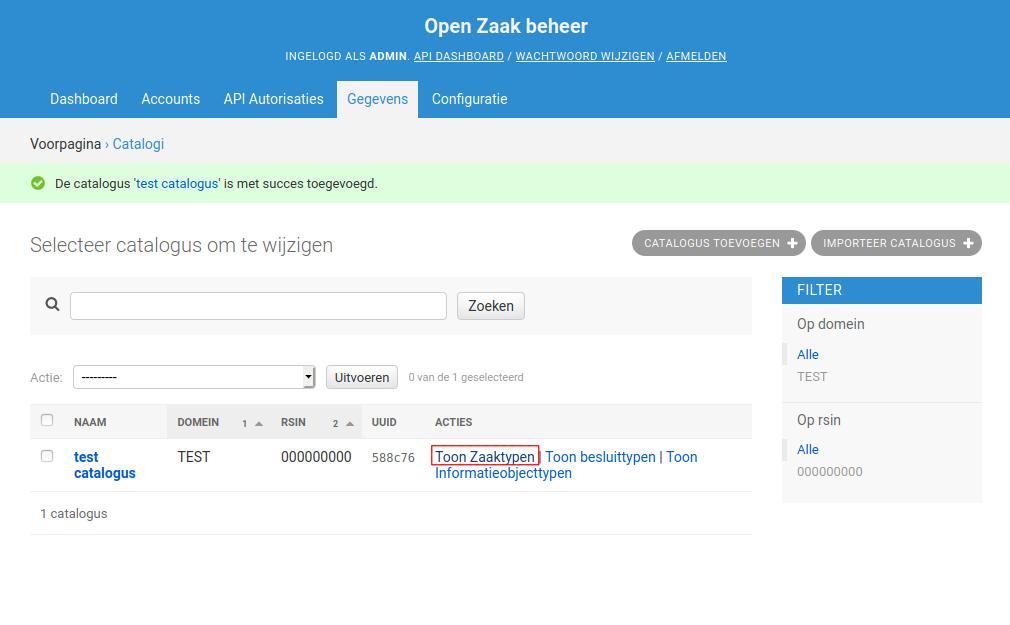 Open Zaak beheer
INGELOGD ALS ADMIN. API DASHBOARD / WACHTWOORD WIJZIGEN / AFMELDEN
Dashboard Accounts API Autorisaties Gegevens Configuratie
Voorpagina › Catalogi
De catalogus 'test catalogus' is met succes toegevoegd.
Selecteer catalogus om te wijzigen
CATALOGUS TOEVOEGEN
IMPORTEER CATALOGUS
Zoeken
Actie: --------- Uitvoeren 0 van de 1 geselecteerd
NAAM DOMEIN 1 RSIN 2 UUID ACTIES
test catalogus TEST 000000000 588c76 Toon Zaaktypen | Toon besluittypen | Toon
Informatieobjecttypen
1 catalogus
FILTER
Op domein
Alle
TEST
Op rsin
Alle
000000000